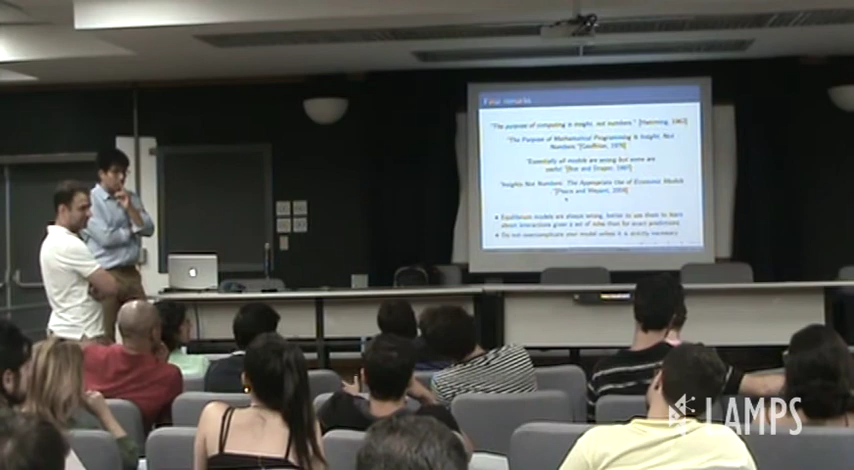 Final remarks
"The purpose of computing is insight, not numbers." [Hamming, 1962]
"The Purpose of Mathematical Programming is Insight, Not
Numbers" [Geoffrion, 1976]
"Essentially all models are wrong but some are
useful" [Box and Draper, 1987]
"Insights Not Numbers: The Appropriate Use of Economic Models
Equilibrium models are always wrong, better to use them to learn
about interactions given a set of rules than for exact predictions
Do not overcomplicate your model unless it is strictly necessary
LAMPS